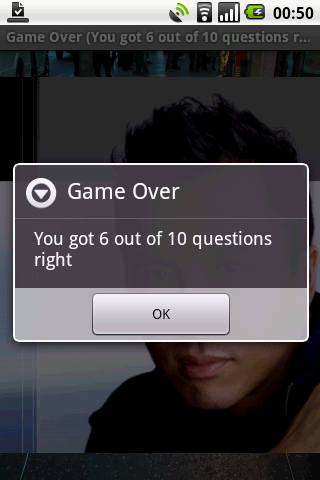 00:50
Game Over (You got 6 out of 10 questions r...
Game Over
You got 6 out of 10 questions
right
OK